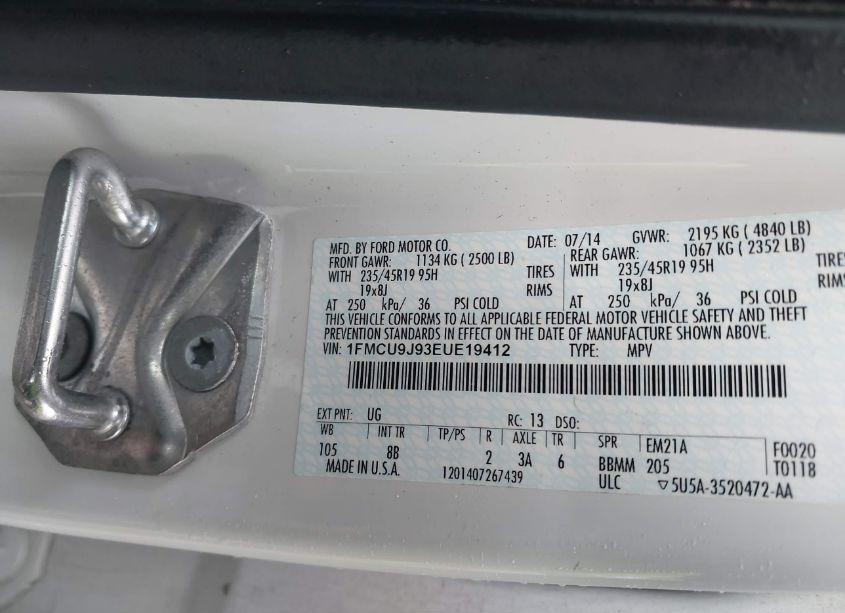 MFD. BY FORD MOTOR CO. DATE: 07/14 GVWR: 2195 KG ( 4840 LB)
FRONT GAWR: 1134 KG ( 2500 LB) REAR GAWR: 1067 KG ( 2352 LB)
WITH 235/45R19 95H TIRES WITH 235/45R19 95H TIRES
19x8J RIMS 19x8J RIMS
AT 250 kPa/ 36 PSI COLD AT 250 kPa/ 36 PSI COLD
THIS VEHICLE CONFORMS TO ALL APPLICABLE FEDERAL MOTOR VEHICLE SAFETY AND THEFT
PREVENTION STANDARDS IN EFFECT ON THE DATE OF MANUFACTURE SHOWN ABOVE.
VIN: 1FMCU9J93EUE19412 TYPE: MPV
EXT PNT: UG RC: 13 DSO:
WB INT TR TP/PS R AXLE TR SPR EM21A F0020
105 8B 2 3A 6 BBMM 205 T0118
MADE IN U.S.A. 1201407267439 ULC ▽5U5A-3520472-AA